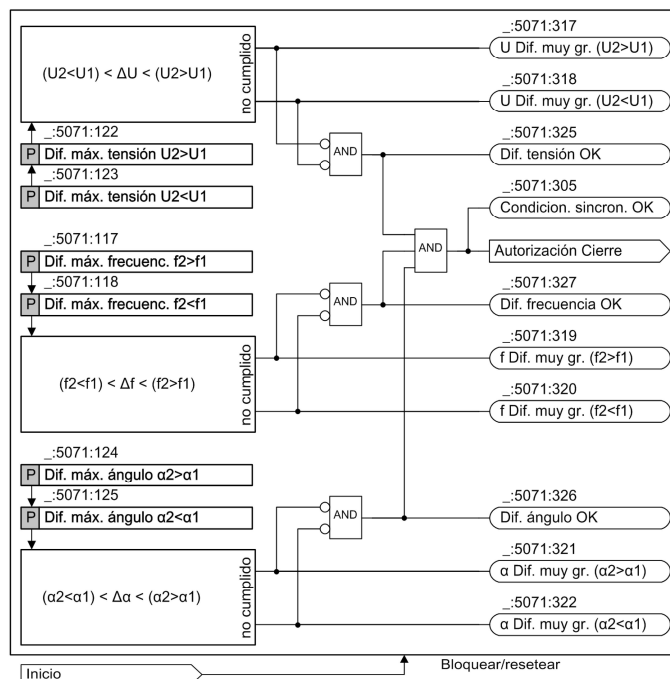 (U2<U1) < ΔU < (U2>U1)
no cumplido
_:5071:317
U Dif. muy gr. (U2>U1)
_:5071:318
U Dif. muy gr. (U2<U1)
_:5071:122
P Dif. máx. tensión U2>U1
_:5071:123
P Dif. máx. tensión U2<U1
AND
_:5071:325
Dif. tensión OK
_:5071:305
Condicion. sincron. OK
AND
Autorización Cierre
_:5071:117
P Dif. máx. frecuenc. f2>f1
_:5071:118
P Dif. máx. frecuenc. f2<f1
AND
_:5071:327
Dif. frecuencia OK
(f2<f1) < Δf < (f2>f1)
no cumplido
_:5071:319
f Dif. muy gr. (f2>f1)
_:5071:320
f Dif. muy gr. (f2<f1)
_:5071:124
P Dif. máx. ángulo α2>α1
_:5071:125
P Dif. máx. ángulo α2<α1
AND
_:5071:326
Dif. ángulo OK
(α2<α1) < Δα < (α2>α1)
no cumplido
_:5071:321
α Dif. muy gr. (α2>α1)
_:5071:322
α Dif. muy gr. (α2<α1)
Inicio
Bloquear/resetear